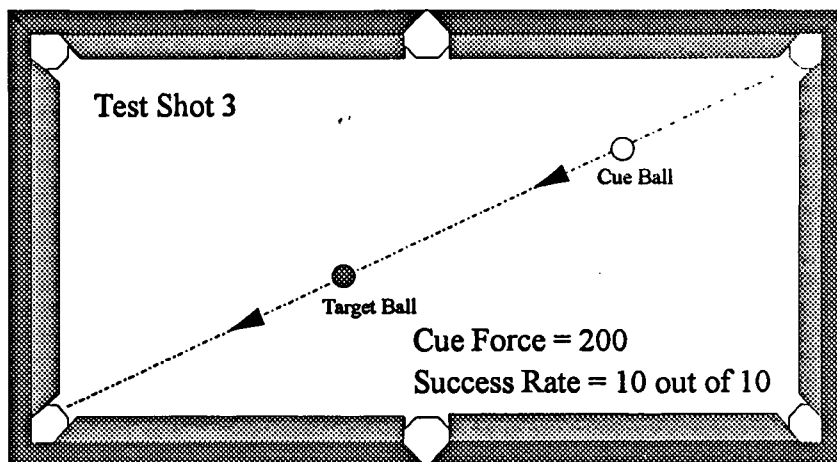 Test Shot 3
Cue Ball
Target Ball
Cue Force = 200
Success Rate = 10 out of 10